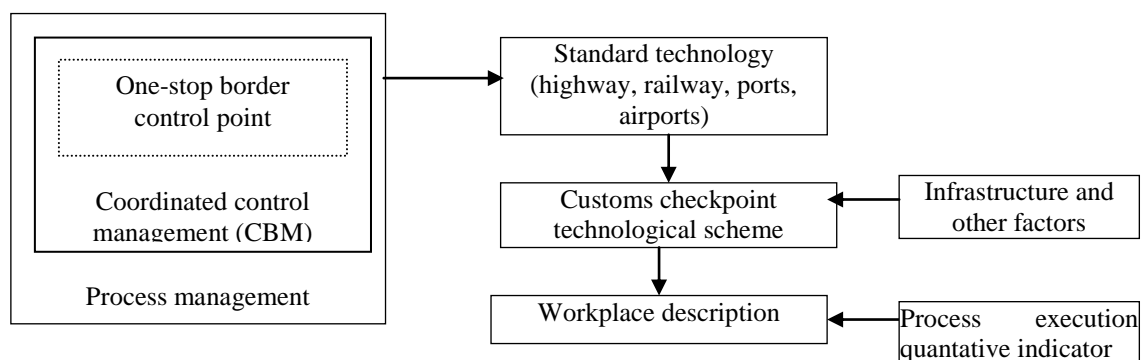 One-stop border
control point
Coordinated control
management (CBM)
Process management
Standard technology
(highway, railway, ports,
airports)
Customs checkpoint
technological scheme
Infrastructure and
other factors
Workplace description
Process execution
quantative indicator